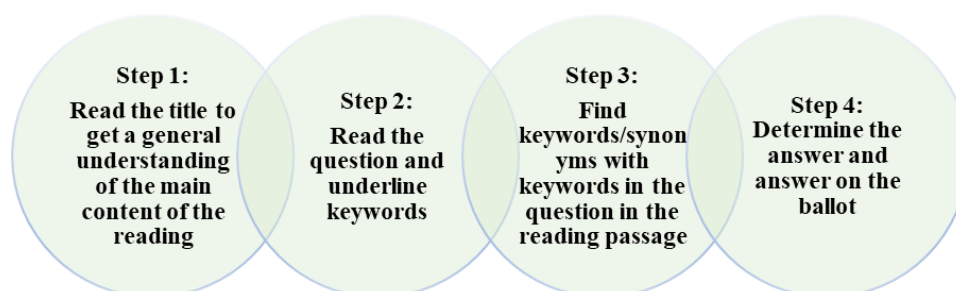 Step 1:
Read the title to
get a general
understanding
of the main
content of the
reading
Step 2:
Read the
question and
underline
keywords
Step 3:
Find
keywords/synon
yms with
keywords in the
question in the
reading passage
Step 4:
Determine the
answer and
answer on the
ballot